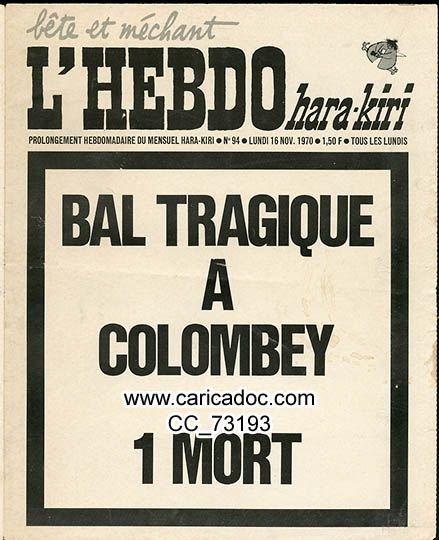 bête et méchant
L'HEBDO hara-kiri
PROLONGEMENT HEBDOMADAIRE DU MENSUEL HARA-KIRI ● N° 94 ● LUNDI 16 NOV. 1970 ● 1,50 F ● TOUS LES LUNDIS
BAL TRAGIQUE
A
COLOMBEY
www.caricadoc.com
CC_73193
1 MORT